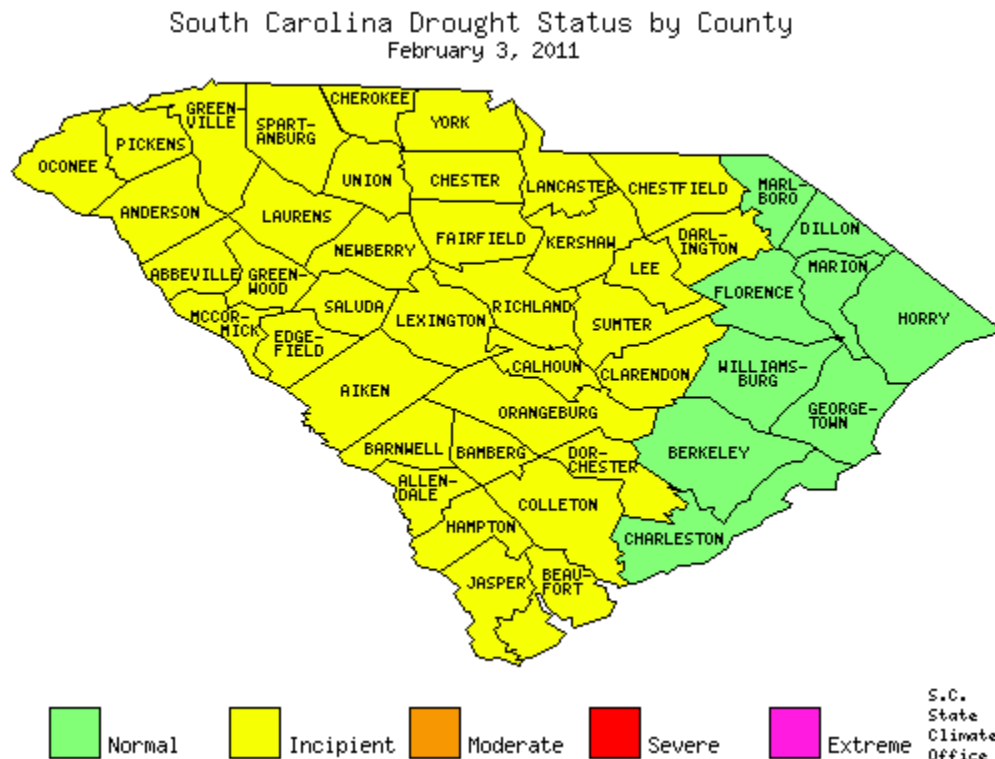 South Carolina Drought Status by County
February 3, 2011
CHEROKEE
GREEN-
VILLE
SPART-
ANBURG
YORK
PICKENS
OCONEE
UNION
CHESTER
LANCASTER
CHESTFIELD
MARL-
BORO
ANDERSON
LAURENS
DILLON
NEWBERRY
FAIRFIELD
KERSHAW
DARL-
INGTON
ABBEVILLE
GREEN-
WOOD
LEE
MARION
SALUDA
RICHLAND
FLORENCE
MCCOR-
MICK
EDGE-
FIELD
LEXINGTON
SUMTER
HORRY
CALHOUN
CLARENDON
WILLIAMS-
BURG
AIKEN
ORANGEBURG
GEORGE-
TOWN
BARNWELL
BAMBERG
DOR-
CHESTER
BERKELEY
ALLEN-
DALE
COLLETON
HAMPTON
CHARLESTON
JASPER
BEAU-
FORT
Normal
Incipient
Moderate
Severe
Extreme
S.C.
State
Climate
Office